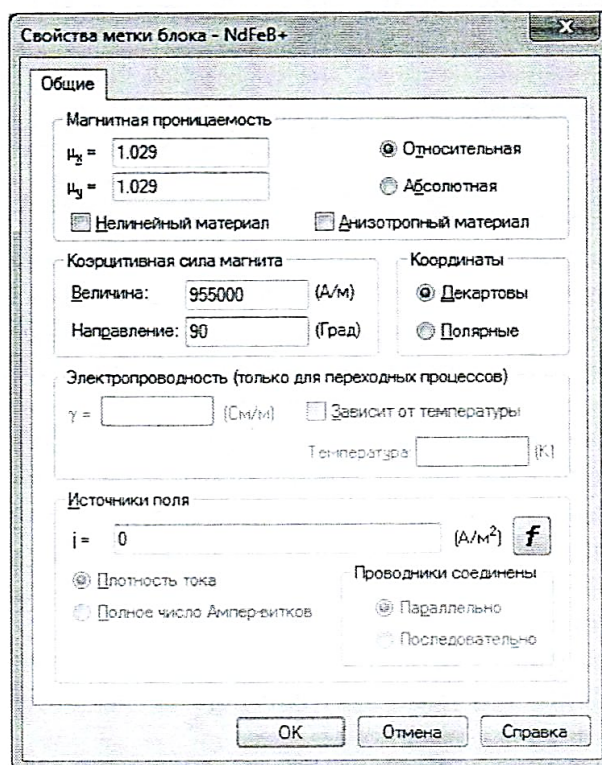 Свойства метки блока - NdFeB+
Общие
Магнитная проницаемость
μx = 1.029
Относительная
μy = 1.029
Абсолютная
Нелинейный материал
Анизотропный материал
Коэрцитивная сила магнита
Координаты
Величина: 955000 (А/м)
Декартовы
Направление: 90 (Град)
Полярные
Электропроводность (только для переходных процессов)
γ = (См/м)
Зависит от температуры
Температура: (К)
Источники поля
j = 0 (А/м²) f
Плотность тока
Проводники соединены
Полное число Ампер-витков
Параллельно
Последовательно
ОК
Отмена
Справка